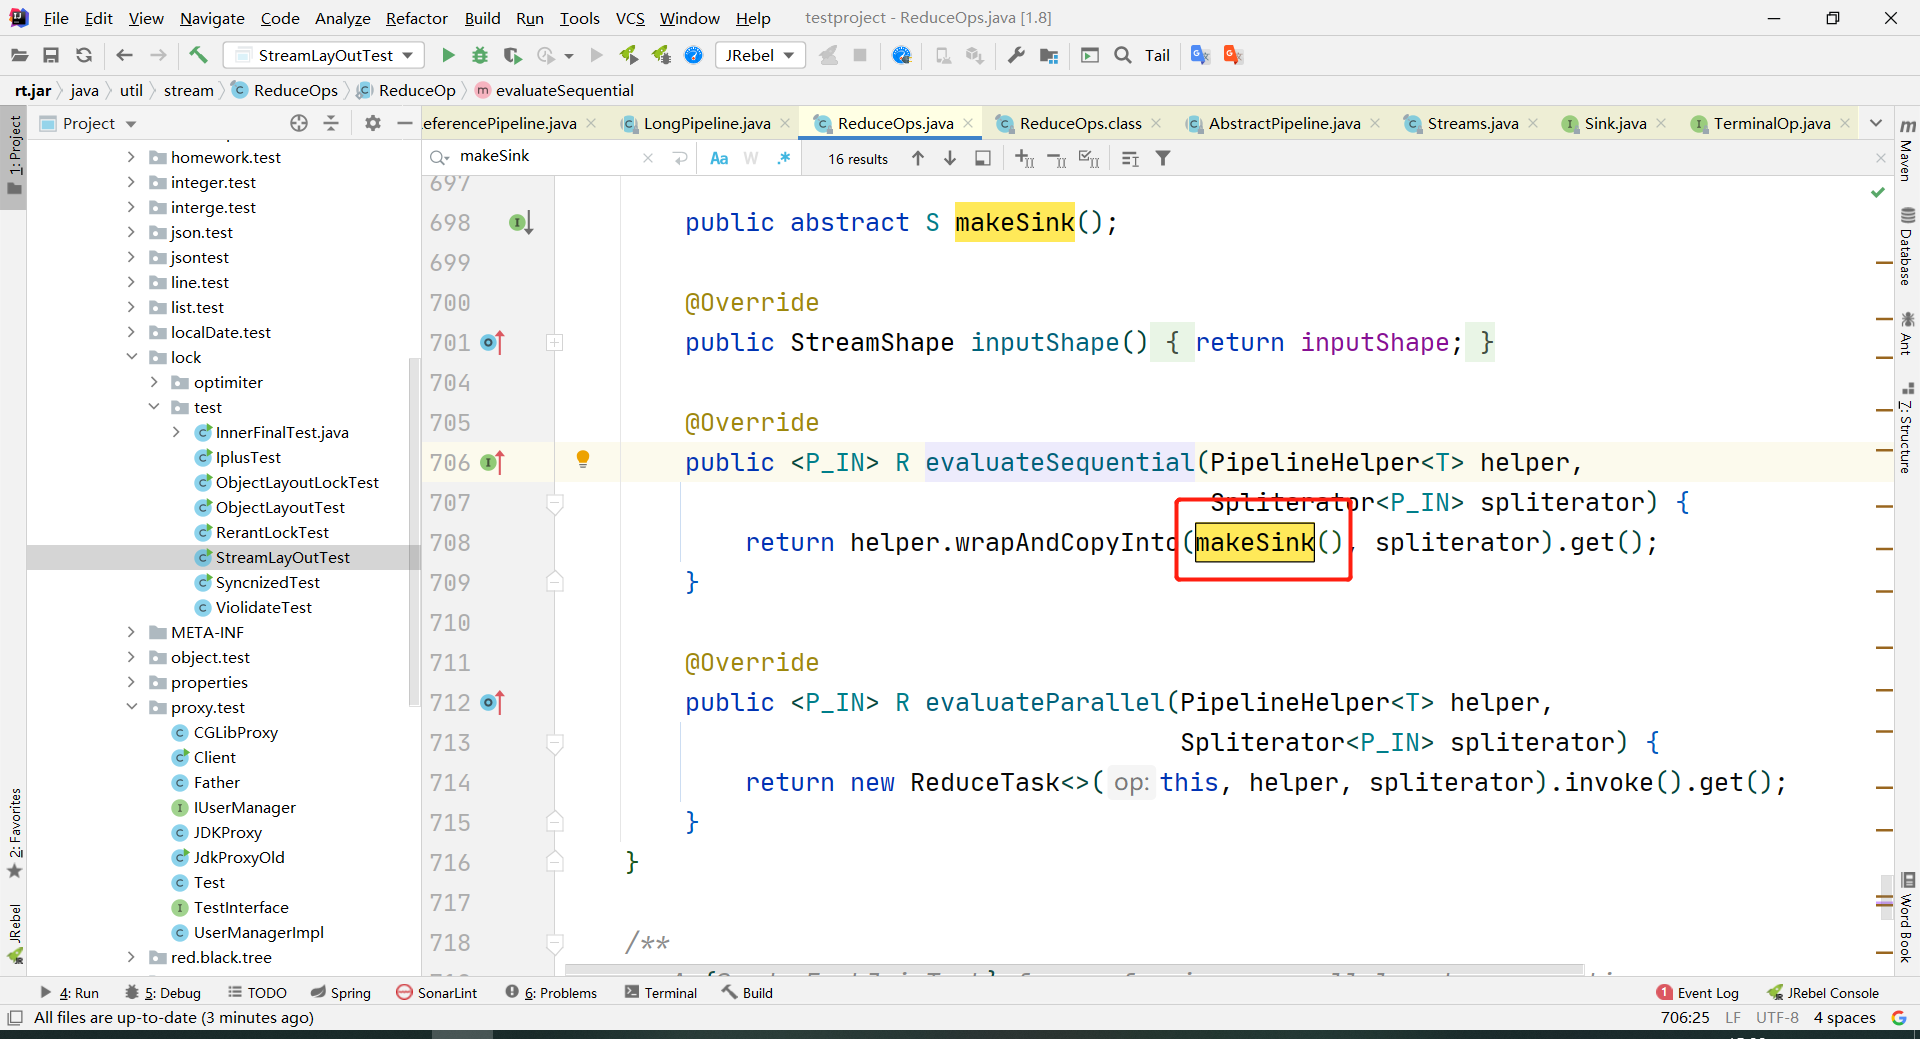 File Edit View Navigate Code Analyze Refactor Build Run Tools VCS Window Help testproject - ReduceOps.java [1.8]
StreamLayOutTest JRebel Tail
rt.jar java util stream ReduceOps ReduceOp evaluateSequential
1: Project
Project
eferencePipeline.java LongPipeline.java ReduceOps.java ReduceOps.class AbstractPipeline.java Streams.java Sink.java TerminalOp.java
makeSink Aa W .* 16 results
homework.test
integer.test
interge.test
json.test
jsontest
line.test
list.test
localDate.test
lock
optimiter
test
InnerFinalTest.java
IplusTest
ObjectLayoutLockTest
ObjectLayoutTest
RerantLockTest
StreamLayOutTest
SyncnizedTest
ViolidateTest
META-INF
object.test
properties
proxy.test
CGLibProxy
Client
Father
IUserManager
JDKProxy
JdkProxyOld
Test
TestInterface
UserManagerImpl
red.black.tree
2: Favorites
JRebel
697
698 public abstract S makeSink();
699
700 @Override
701 public StreamShape inputShape() { return inputShape; }
704
705 @Override
706 public <P_IN> R evaluateSequential(PipelineHelper<T> helper,
707 Spliterator<P_IN> spliterator) {
708 return helper.wrapAndCopyInto(makeSink(), spliterator).get();
709 }
710
711 @Override
712 public <P_IN> R evaluateParallel(PipelineHelper<T> helper,
713 Spliterator<P_IN> spliterator) {
714 return new ReduceTask<>( op: this, helper, spliterator).invoke().get();
715 }
716 }
717
718 /**
m Maven
Database
Ant
7: Structure
Word Book
4: Run 5: Debug TODO Spring SonarLint 6: Problems Terminal Build 1 Event Log JRebel Console
All files are up-to-date (3 minutes ago) 706:25 LF UTF-8 4 spaces